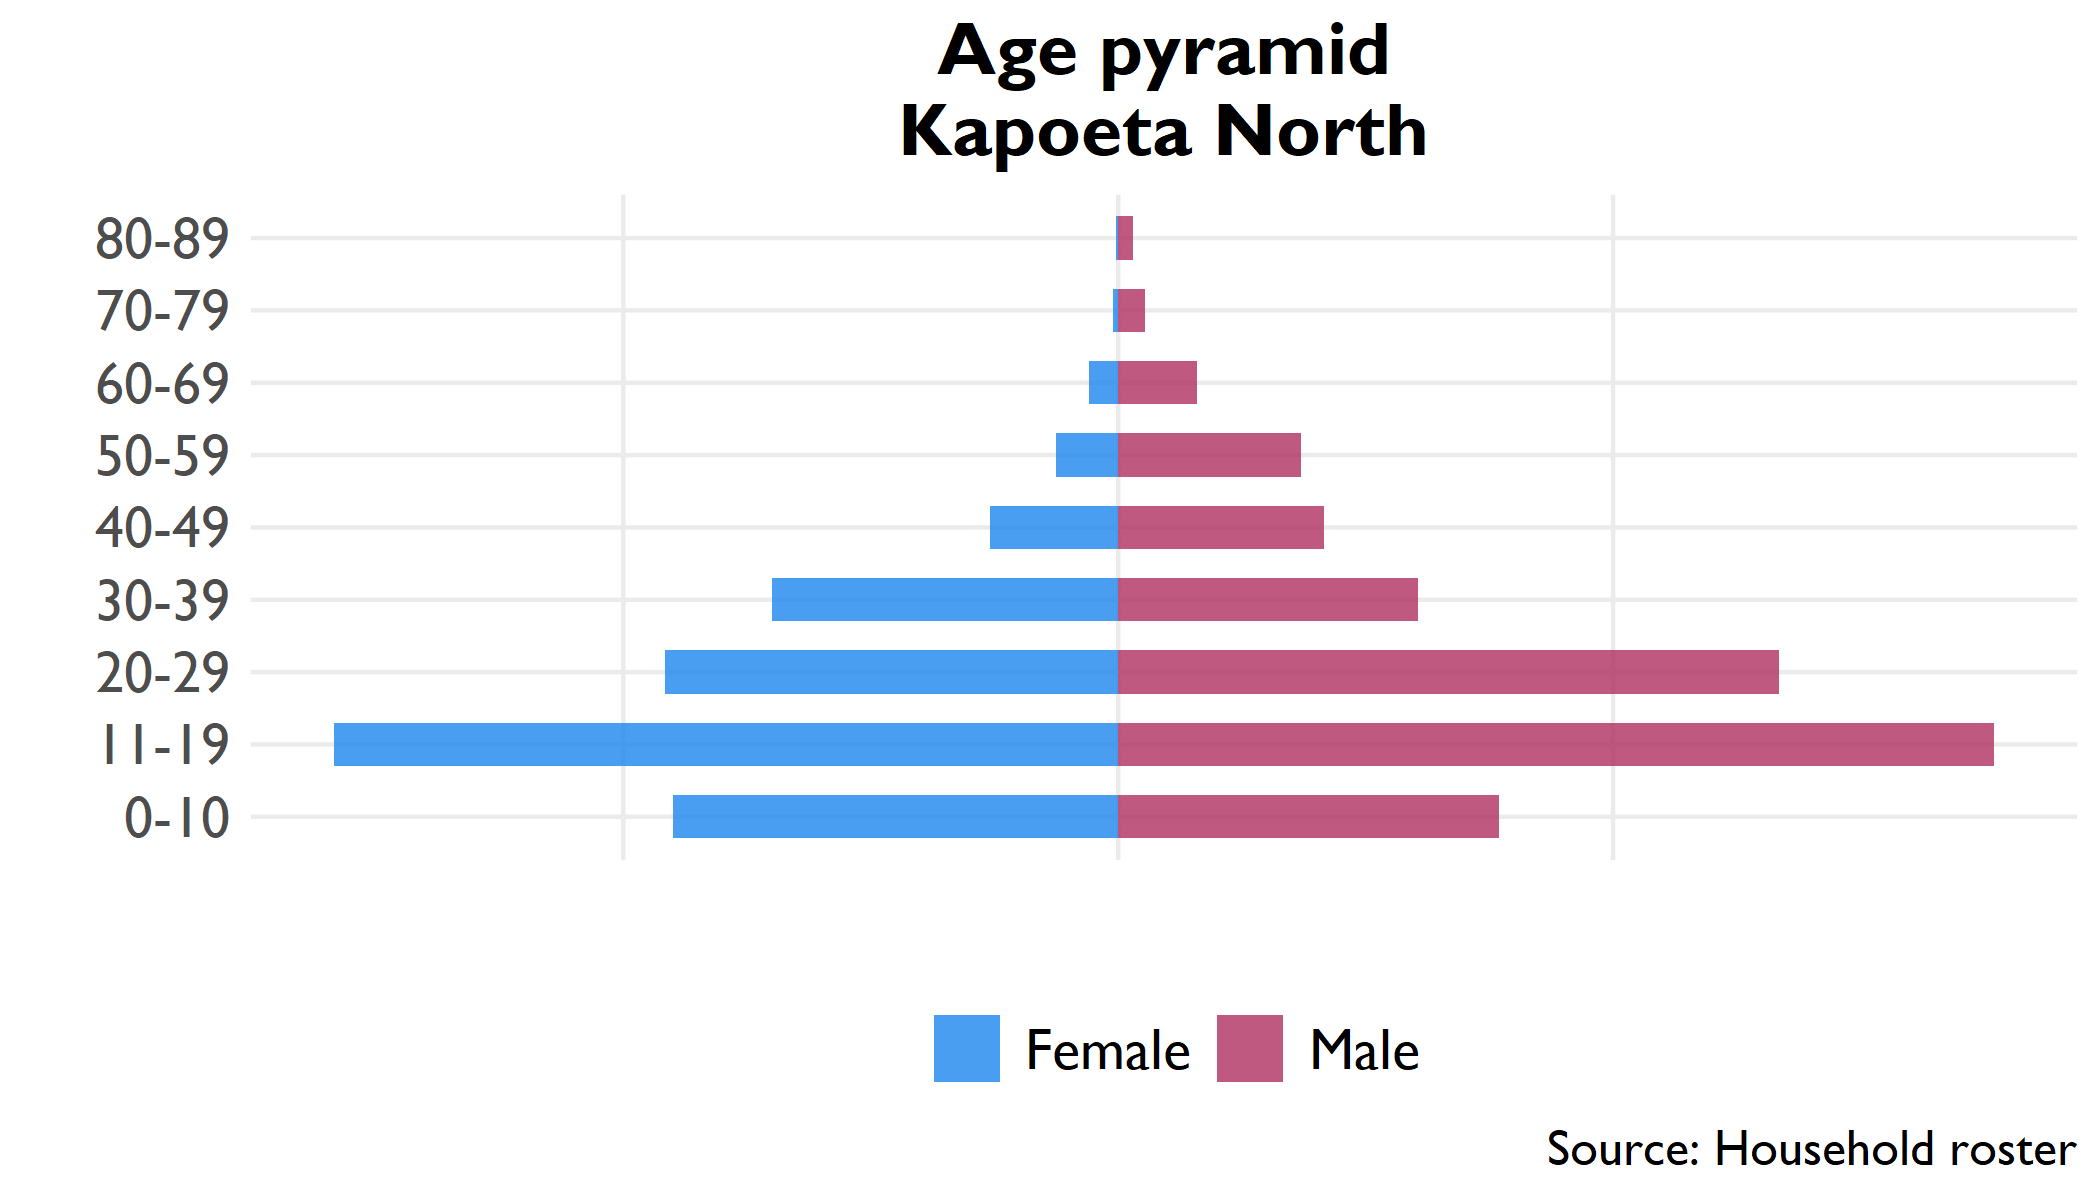 Age pyramid
Kapoeta North
80-89
70-79
60-69
50-59
40-49
30-39
20-29
11-19
0-10
Female Male
Source: Household roster